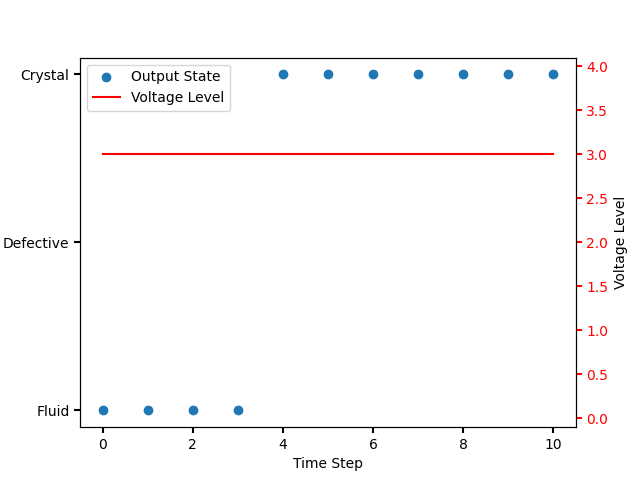 Crystal
Defective
Fluid
Output State
Voltage Level
4.0
3.5
3.0
2.5
2.0
1.5
1.0
0.5
0.0
Voltage Level
0 2 4 6 8 10
Time Step